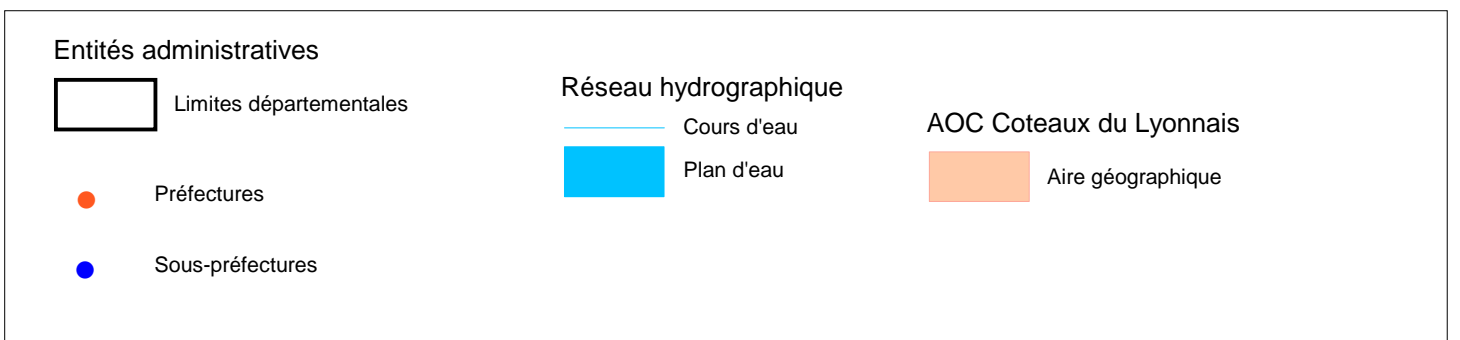 Entités administratives
Limites départementales
Préfectures
Sous-préfectures
Réseau hydrographique
Cours d'eau
Plan d'eau
AOC Coteaux du Lyonnais
Aire géographique